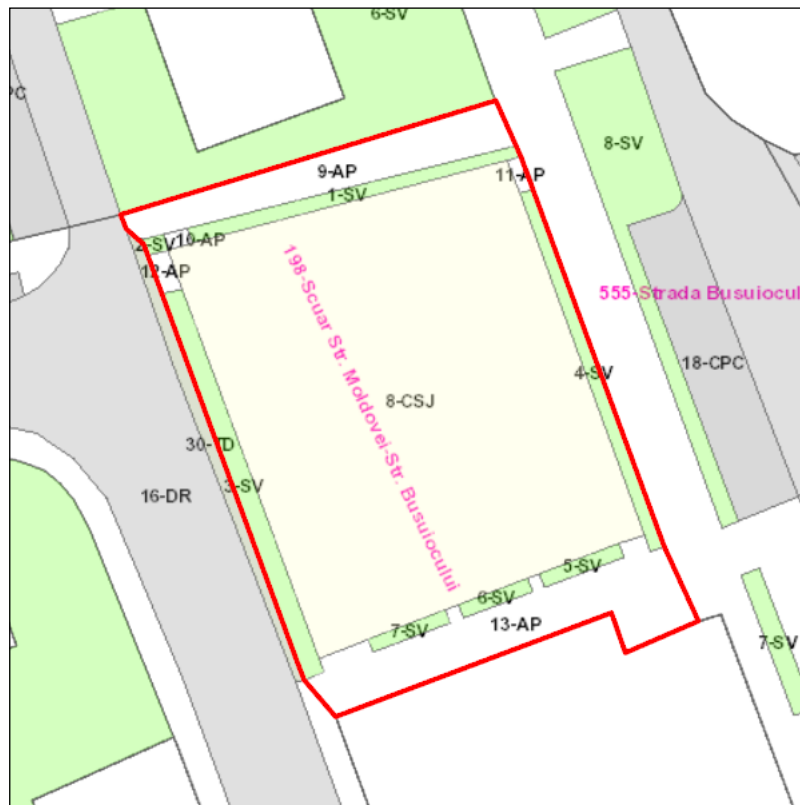 6-SV
PC
8-SV
9-AP
11-AP
1-SV
2-SV
10-AP
12-AP
198-Scuar Str. Moldovei-Str. Busuiocului
555-Strada Busuiocul
18-CPC
4-SV
8-CSJ
30-TD
3-SV
16-DR
5-SV
6-SV
13-AP
7-SV
7-SV